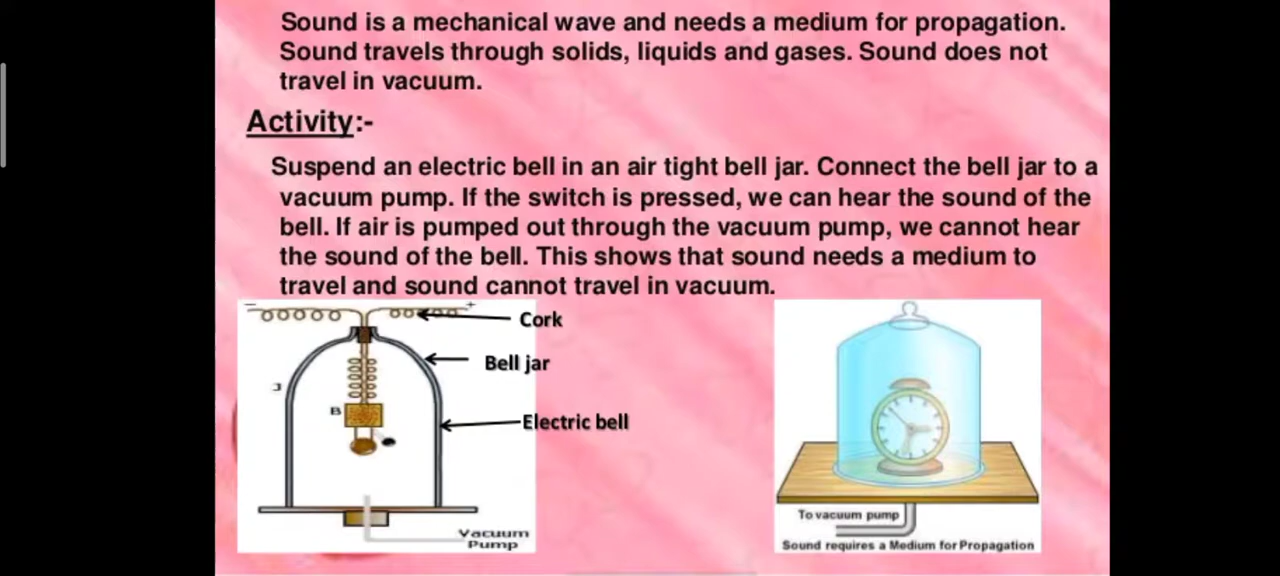 Sound is a mechanical wave and needs a medium for propagation.
Sound travels through solids, liquids and gases. Sound does not
travel in vacuum.
Activity:-
Suspend an electric bell in an air tight bell jar. Connect the bell jar to a
vacuum pump. If the switch is pressed, we can hear the sound of the
bell. If air is pumped out through the vacuum pump, we cannot hear
the sound of the bell. This shows that sound needs a medium to
travel and sound cannot travel in vacuum.
− +
Cork
Bell jar
J
B
Electric bell
Vacuum
Pump
To vacuum pump
Sound requires a Medium for Propagation